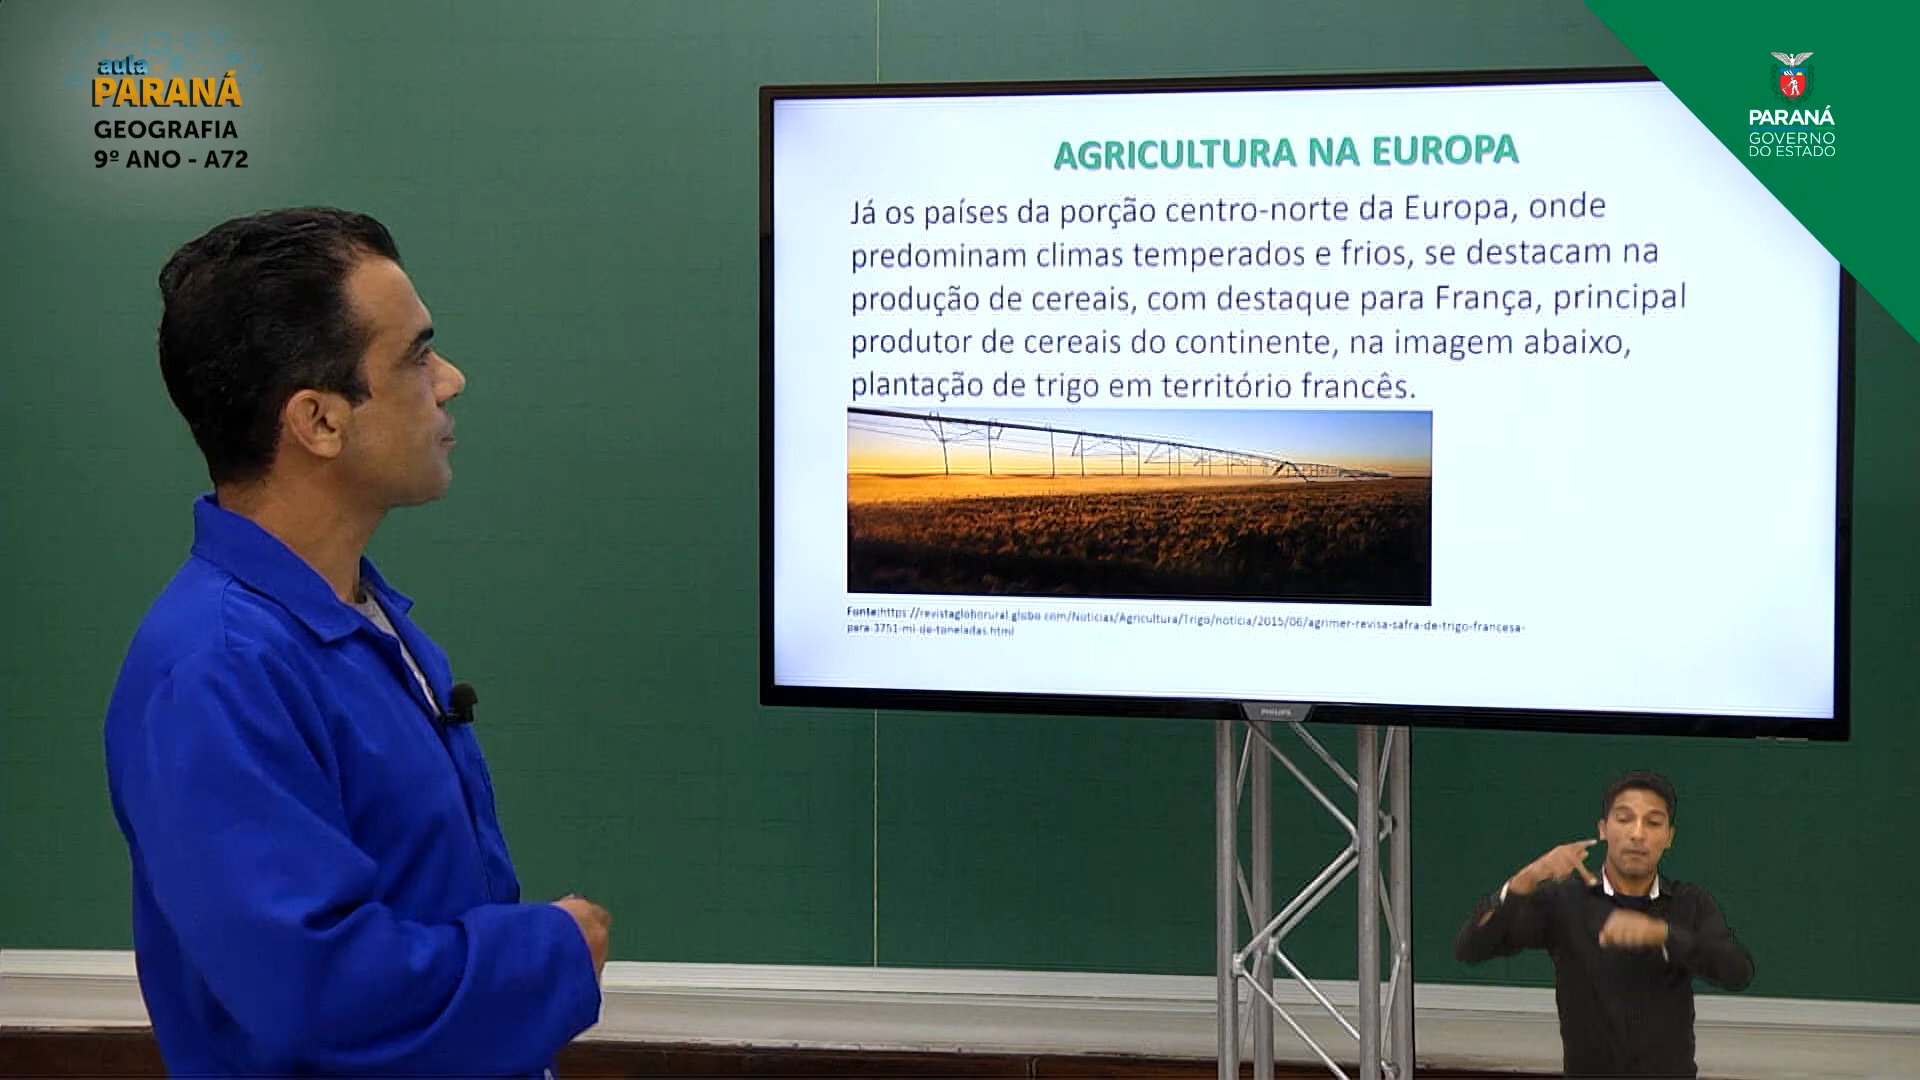 aula
PARANÁ
GEOGRAFIA
9º ANO - A72
PARANÁ
GOVERNO
DO ESTADO
AGRICULTURA NA EUROPA
Já os países da porção centro-norte da Europa, onde
predominam climas temperados e frios, se destacam na
produção de cereais, com destaque para França, principal
produtor de cereais do continente, na imagem abaixo,
plantação de trigo em território francês.
Fonte:https://revistagloborural.globo.com/Noticias/Agricultura/Trigo/noticia/2015/06/agrimer-revisa-safra-de-trigo-francesa-
para-3751-mi-de-toneladas.html
PHILIPS